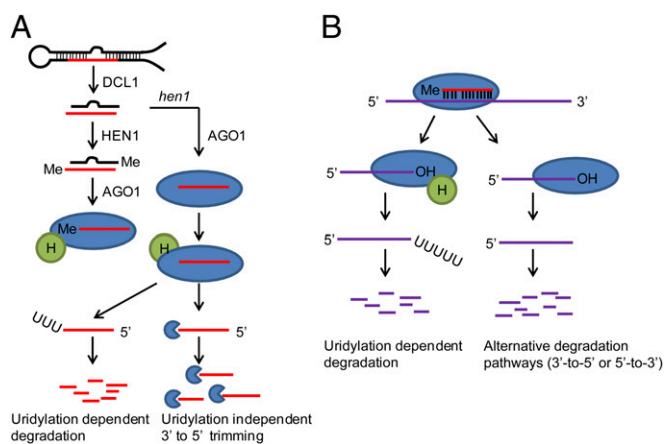 A
DCL1
hen1
HEN1
AGO1
Me
Me
AGO1
Me
H
H
UUU
5'
5'
Uridylation dependent
degradation
Uridylation independent
3' to 5' trimming
B
Me
5'
3'
5'
OH
H
5'
OH
5'
UUUUU
5'
Uridylation dependent
degradation
Alternative degradation
pathways (3'-to-5' or 5'-to-3')